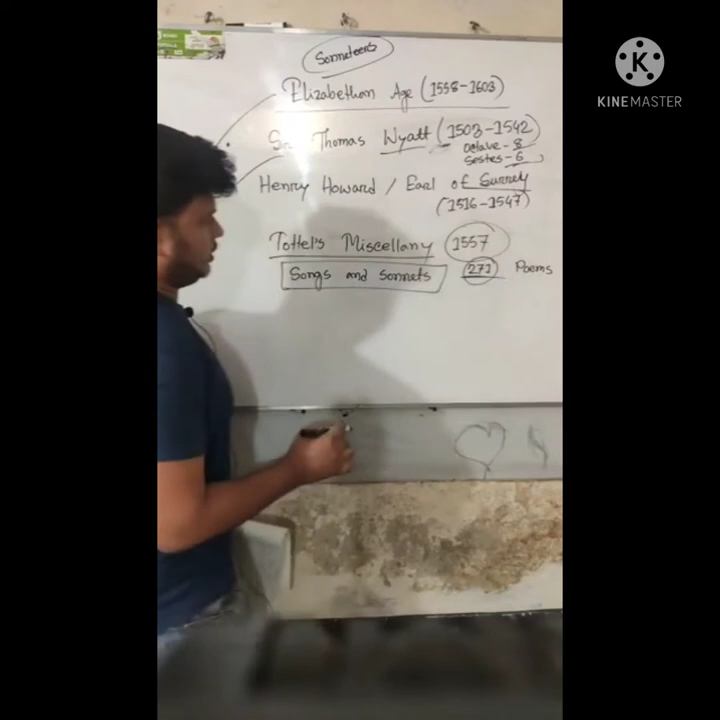 Sonneteers
Elizabethan Age (1558-1603)
Sir Thomas Wyatt (1503-1542)
Octave - 8
Sestes - 6
Henry Howard / Earl of Surrey
(1516-1547)
Tottel's Miscellany 1557
Songs and Sonnets 271 Poems
K
KINEMASTER